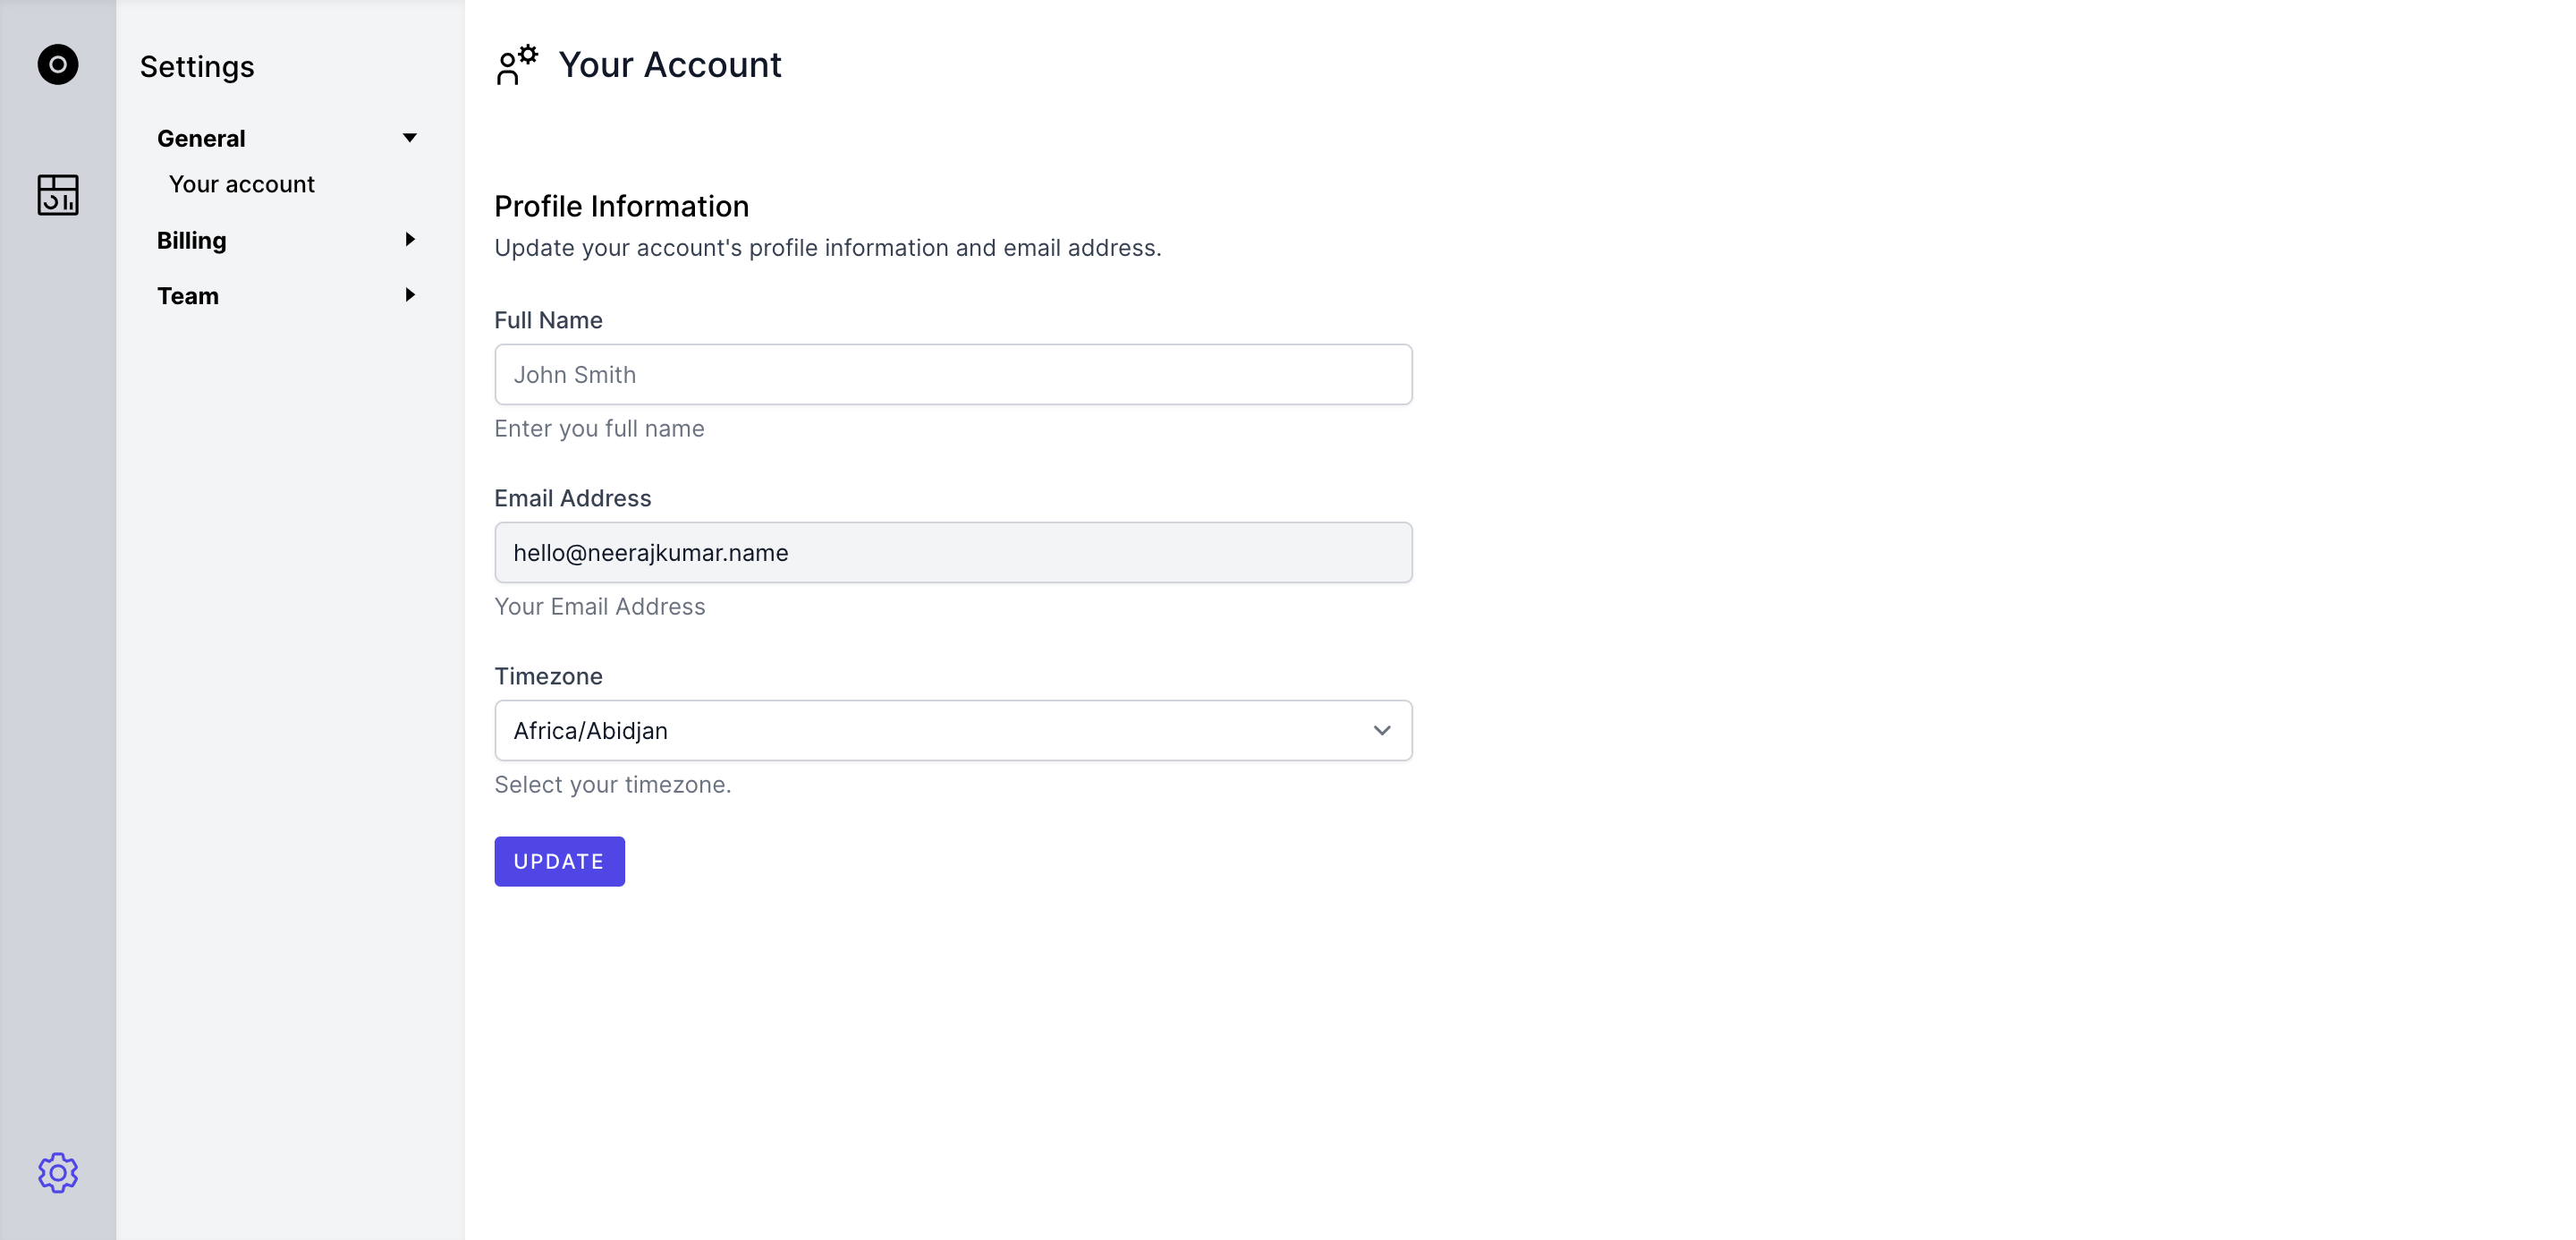 Settings
General
Your account
Billing
Team
Your Account
Profile Information
Update your account's profile information and email address.
Full Name
John Smith
Enter you full name
Email Address
hello@neerajkumar.name
Your Email Address
Timezone
Africa/Abidjan
Select your timezone.
UPDATE